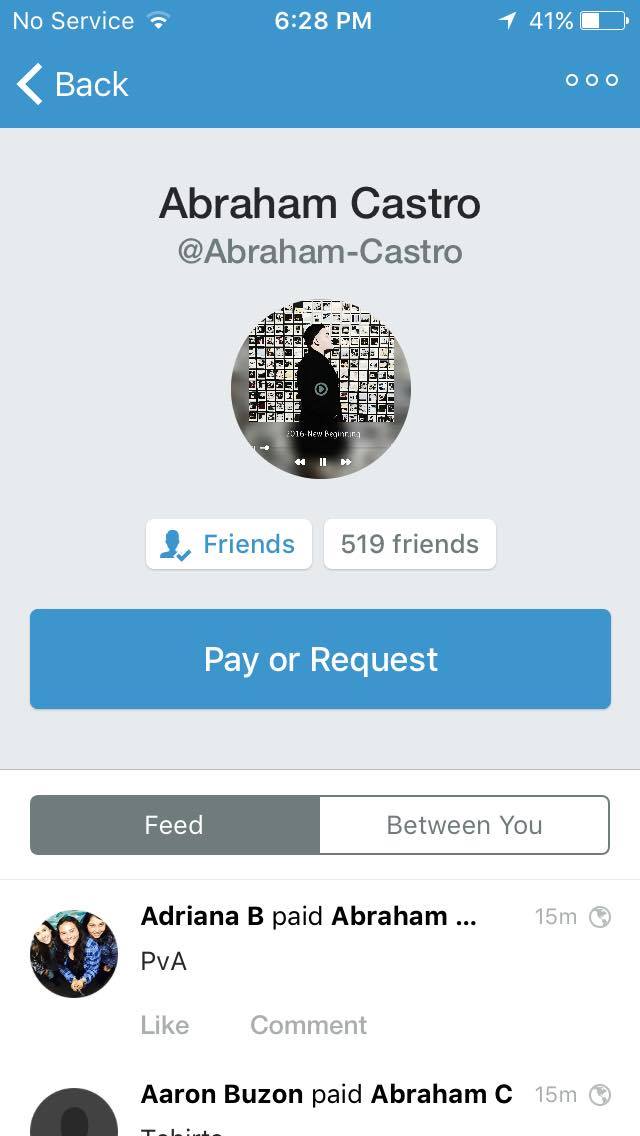 No Service 6:28 PM 41%
Back
Abraham Castro
@Abraham-Castro
2016-New Beginning
Friends 519 friends
Pay or Request
Feed Between You
Adriana B paid Abraham ... 15m
PvA
Like Comment
Aaron Buzon paid Abraham C 15m
Tshirts